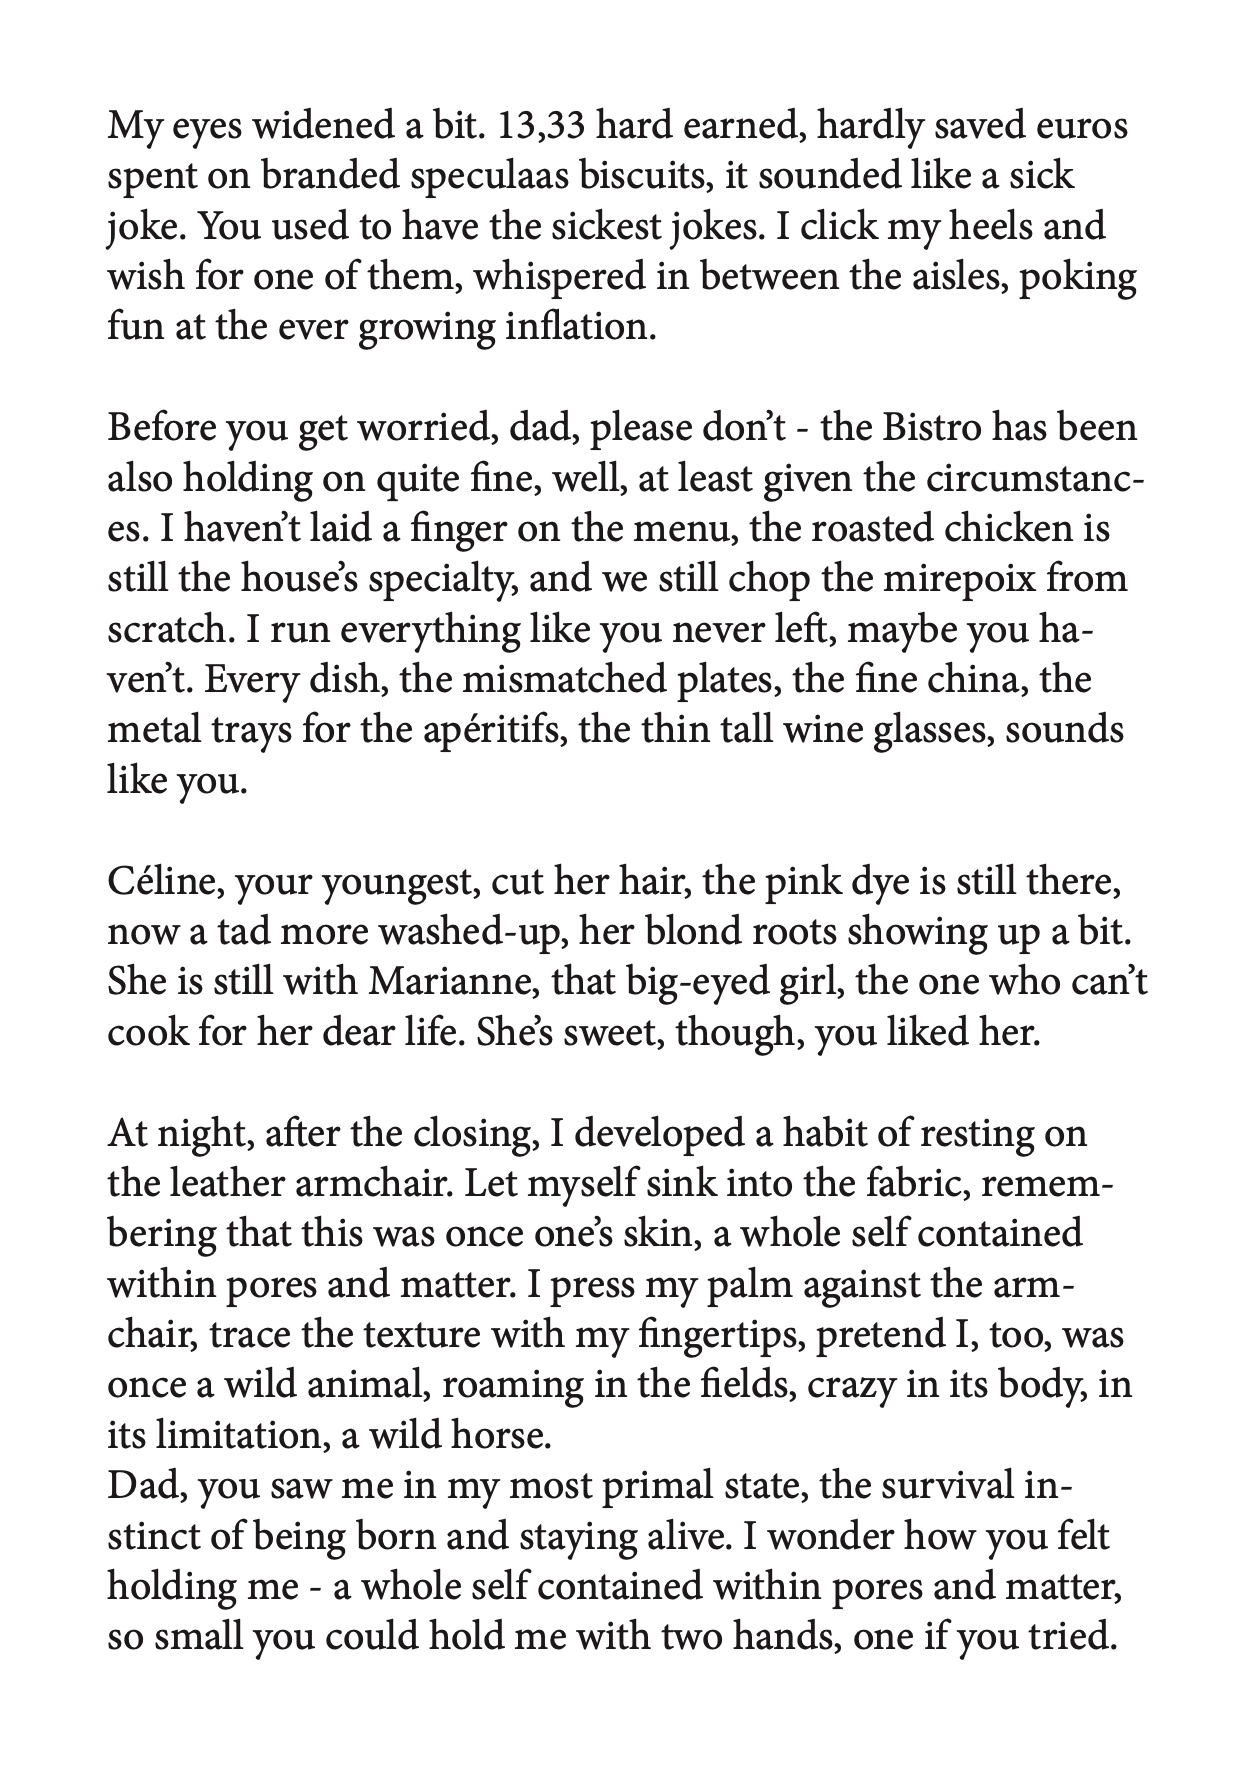 My eyes widened a bit. 13,33 hard earned, hardly saved euros
spent on branded speculaas biscuits, it sounded like a sick
joke. You used to have the sickest jokes. I click my heels and
wish for one of them, whispered in between the aisles, poking
fun at the ever growing inflation.

Before you get worried, dad, please don’t - the Bistro has been
also holding on quite fine, well, at least given the circumstanc-
es. I haven’t laid a finger on the menu, the roasted chicken is
still the house’s specialty, and we still chop the mirepoix from
scratch. I run everything like you never left, maybe you ha-
ven’t. Every dish, the mismatched plates, the fine china, the
metal trays for the apéritifs, the thin tall wine glasses, sounds
like you.

Céline, your youngest, cut her hair, the pink dye is still there,
now a tad more washed-up, her blond roots showing up a bit.
She is still with Marianne, that big-eyed girl, the one who can’t
cook for her dear life. She’s sweet, though, you liked her.

At night, after the closing, I developed a habit of resting on
the leather armchair. Let myself sink into the fabric, remem-
bering that this was once one’s skin, a whole self contained
within pores and matter. I press my palm against the arm-
chair, trace the texture with my fingertips, pretend I, too, was
once a wild animal, roaming in the fields, crazy in its body, in
its limitation, a wild horse.
Dad, you saw me in my most primal state, the survival in-
stinct of being born and staying alive. I wonder how you felt
holding me - a whole self contained within pores and matter,
so small you could hold me with two hands, one if you tried.